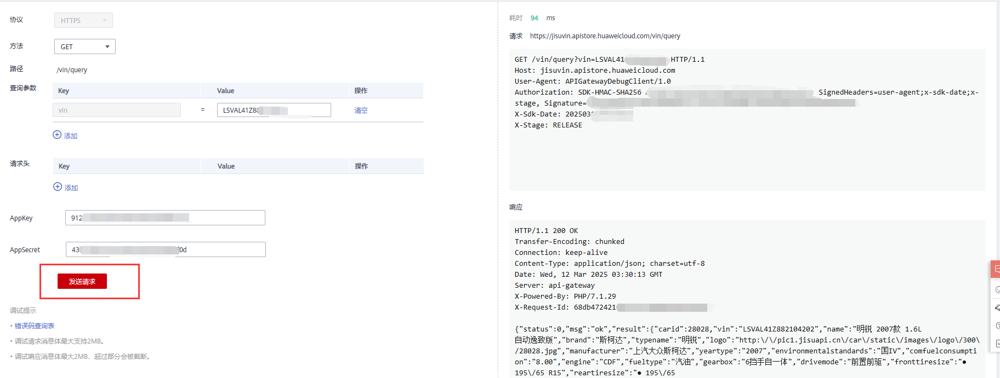 协议
HTTPS
方法
GET
路径
/vin/query
查询参数
Key Value 操作
vin = LSVAL41Z88 清空
添加
请求头
Key Value 操作
添加
AppKey
912
AppSecret
43 f0d
发送请求
调试提示
• 错误码查询表
• 调试请求消息体最大支持2MB。
• 调试响应消息体最大2MB，超过部分会被截断。
耗时 94 ms
请求 https://jisuvin.apistore.huaweicloud.com/vin/query
GET /vin/query?vin=LSVAL41 HTTP/1.1
Host: jisuvin.apistore.huaweicloud.com
User-Agent: APIGatewayDebugClient/1.0
Authorization: SDK-HMAC-SHA256 SignedHeaders=user-agent;x-sdk-date;x-
stage, Signature=
X-Sdk-Date: 202503
X-Stage: RELEASE
响应
HTTP/1.1 200 OK
Transfer-Encoding: chunked
Connection: keep-alive
Content-Type: application/json; charset=utf-8
Date: Wed, 12 Mar 2025 03:30:13 GMT
Server: api-gateway
X-Powered-By: PHP/7.1.29
X-Request-Id: 68db472421
{"status":0,"msg":"ok","result":{"carid":28028,"vin":"LSVAL41Z882104202","name":"明锐 2007款 1.6L
自动逸致版","brand":"斯柯达","typename":"明锐","logo":"http:\/\/pic1.jisuapi.cn\/car\/static\/images\/logo\/300\
/28028.jpg","manufacturer":"上汽大众斯柯达","yeartype":"2007","environmentalstandards":"国IV","comfuelconsumpti
on":"8.00","engine":"CDF","fueltype":"汽油","gearbox":"6挡手自一体","drivemode":"前置前驱","fronttiresize":"●
195\/65 R15","reartiresize":"● 195\/65